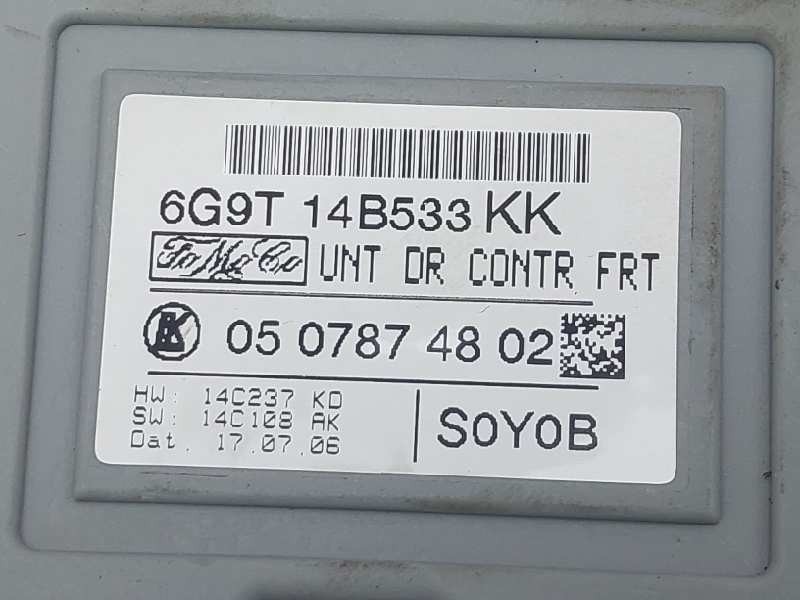 6G9T 14B533 KK
FoMoCo UNT DR CONTR FRT
05 0787 48 02
HW: 14C237 KD
SW: 14C108 AK
Dat. 17.07.06
S0Y0B